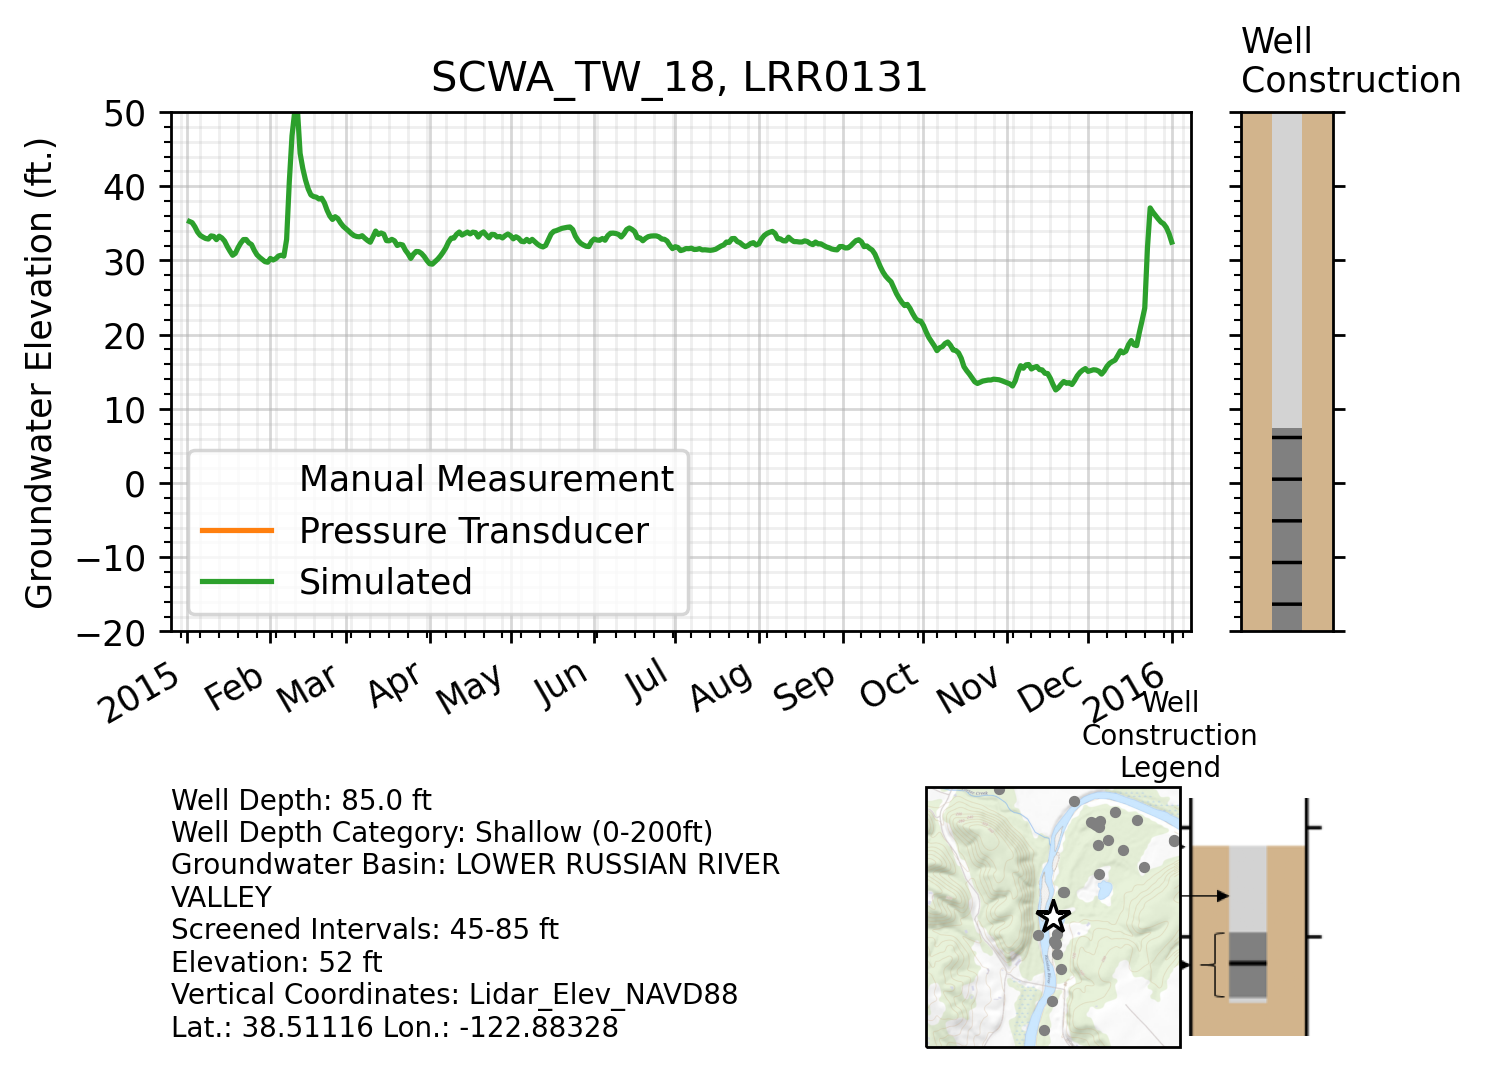 Well
Construction
SCWA_TW_18, LRR0131
Groundwater Elevation (ft.)
50
40
30
20
10
0
−10
−20
Manual Measurement
Pressure Transducer
Simulated
2015 Feb Mar Apr May Jun Jul Aug Sep Oct Nov Dec 2016
Well
Construction
Legend
Well Depth: 85.0 ft
Well Depth Category: Shallow (0-200ft)
Groundwater Basin: LOWER RUSSIAN RIVER
VALLEY
Screened Intervals: 45-85 ft
Elevation: 52 ft
Vertical Coordinates: Lidar_Elev_NAVD88
Lat.: 38.51116 Lon.: -122.88328